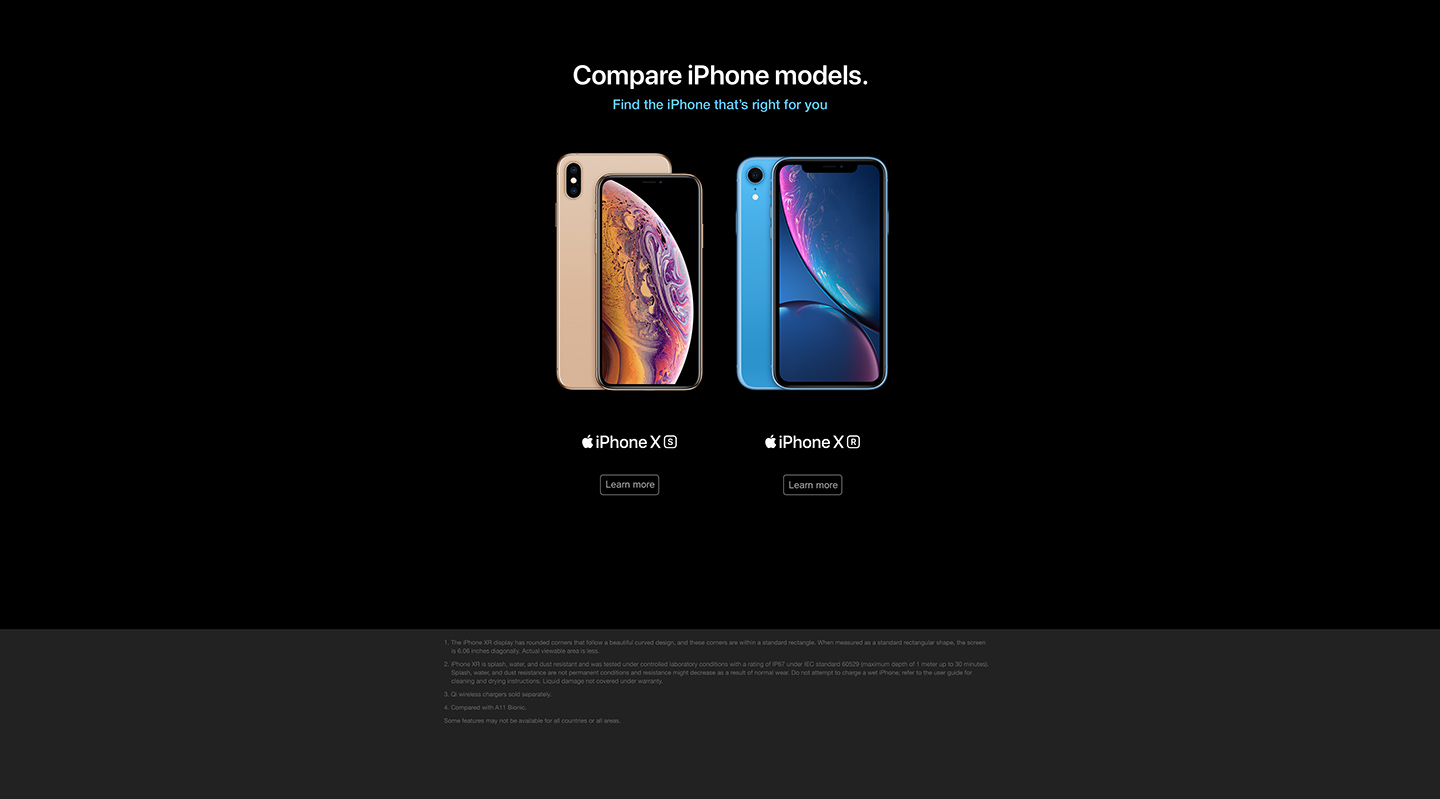 Compare iPhone models.
Find the iPhone that's right for you
iPhone XS
iPhone XR
Learn more
Learn more
1. The iPhone XR display has rounded corners that follow a beautiful curved design, and these corners are within a standard rectangle. When measured as a standard rectangular shape, the screen
is 6.06 inches diagonally. Actual viewable area is less.
2. iPhone XR is splash, water, and dust resistant and was tested under controlled laboratory conditions with a rating of IP67 under IEC standard 60529 (maximum depth of 1 meter up to 30 minutes).
Splash, water, and dust resistance are not permanent conditions and resistance might decrease as a result of normal wear. Do not attempt to charge a wet iPhone; refer to the user guide for
cleaning and drying instructions. Liquid damage not covered under warranty.
3. Qi wireless chargers sold separately.
4. Compared with A11 Bionic.
Some features may not be available for all countries or all areas.